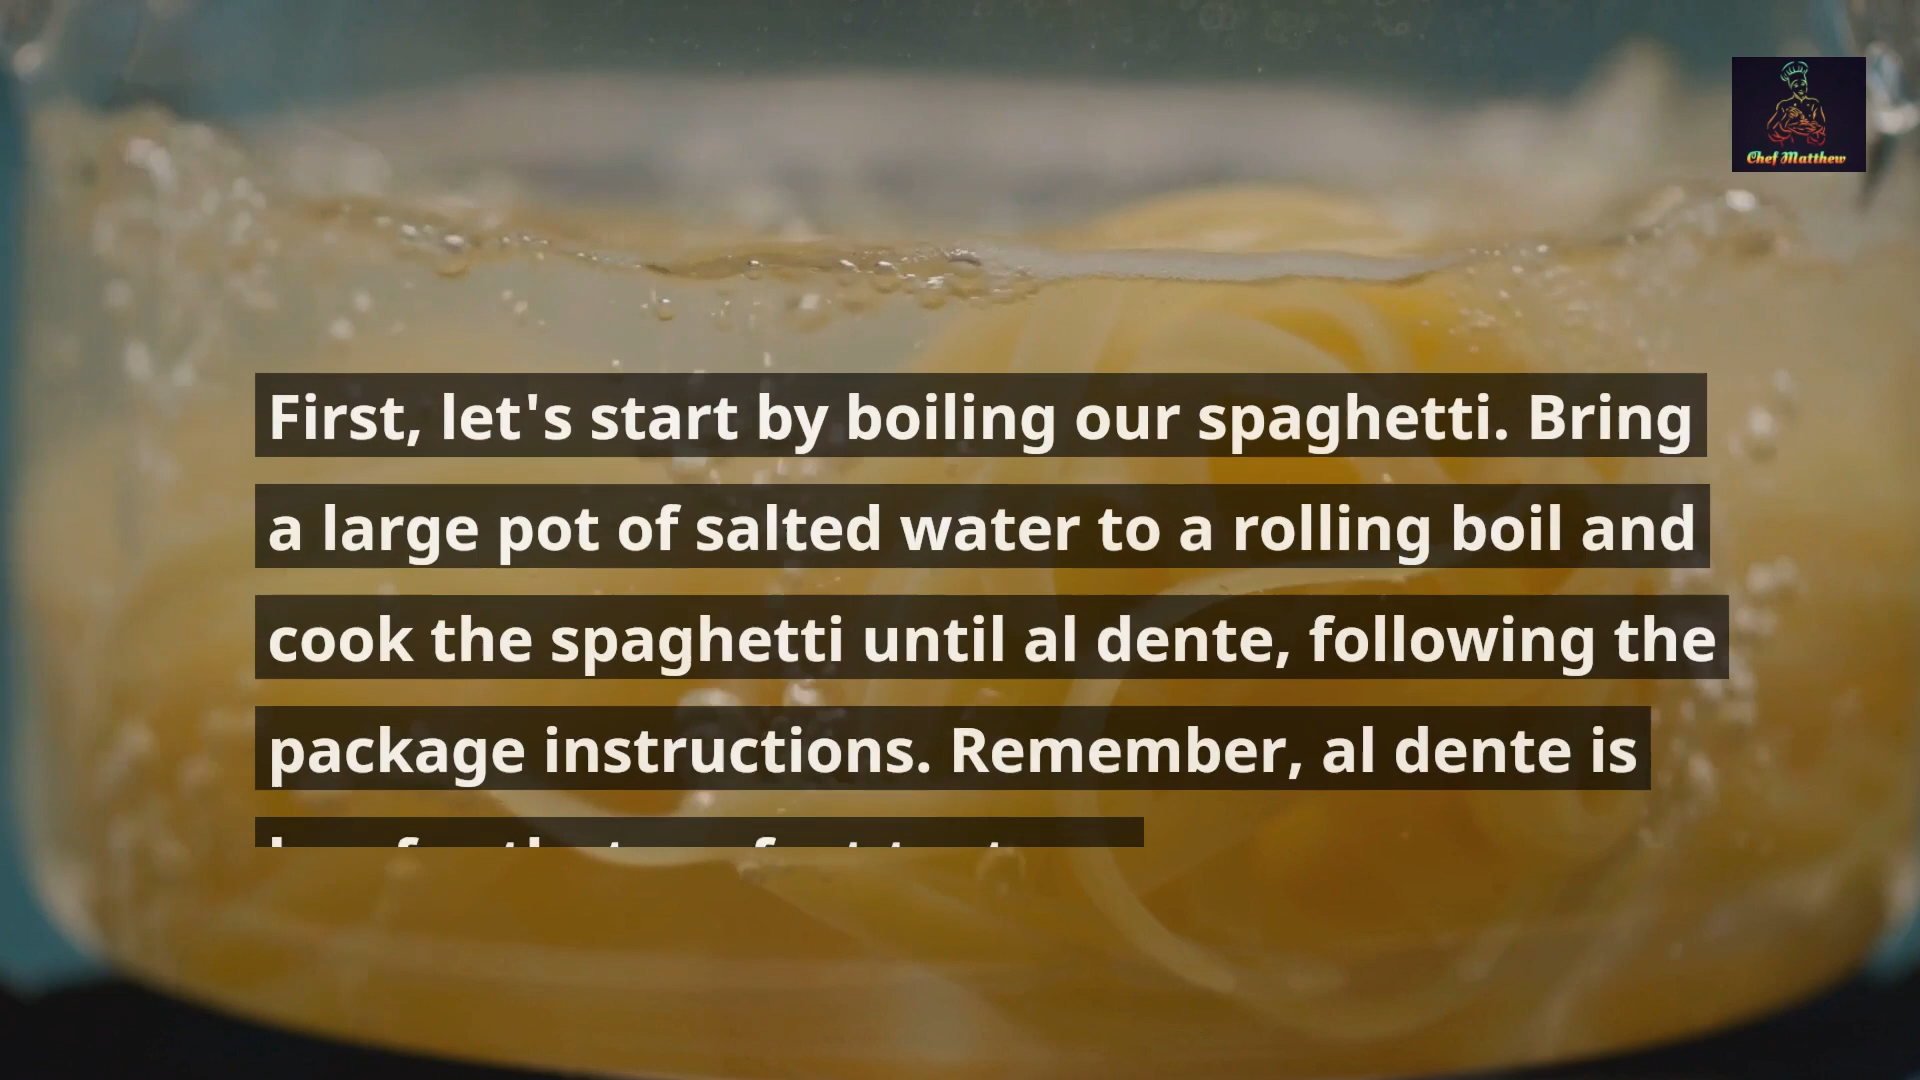 Chef Matthew
First, let's start by boiling our spaghetti. Bring
a large pot of salted water to a rolling boil and
cook the spaghetti until al dente, following the
package instructions. Remember, al dente is